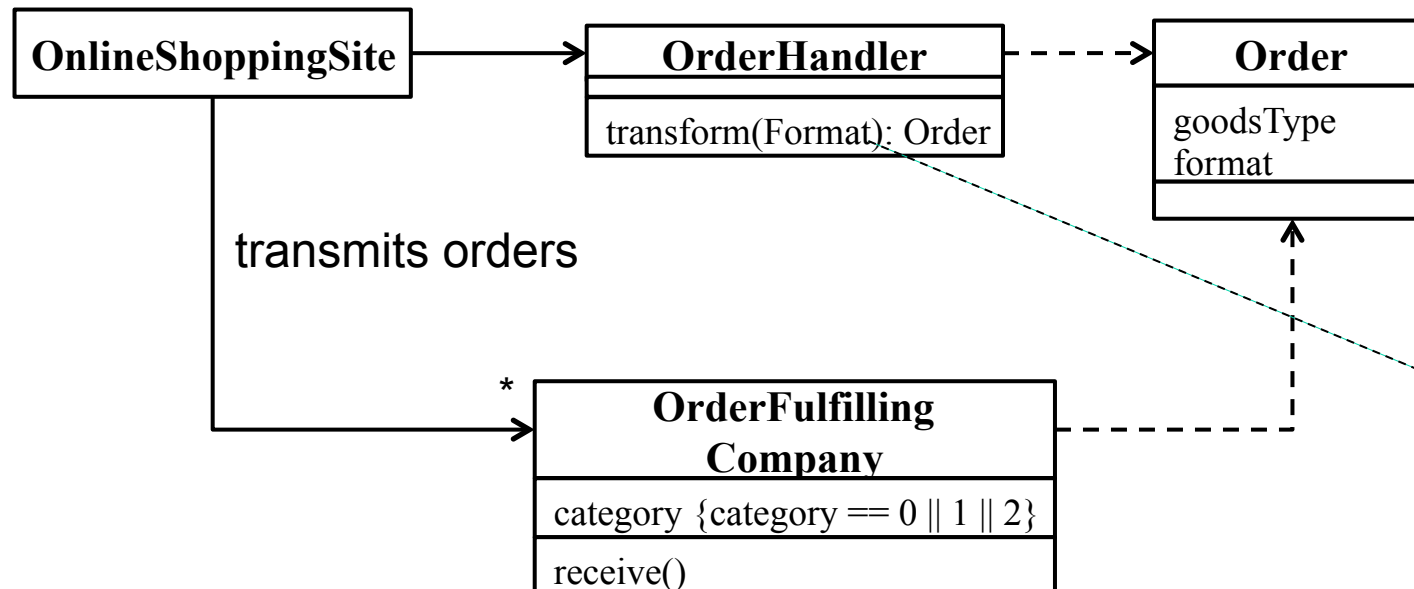 OnlineShoppingSite
OrderHandler
transform(Format): Order
Order
goodsType
format
transmits orders
*
OrderFulfilling
Company
category {category == 0 || 1 || 2}
receive()